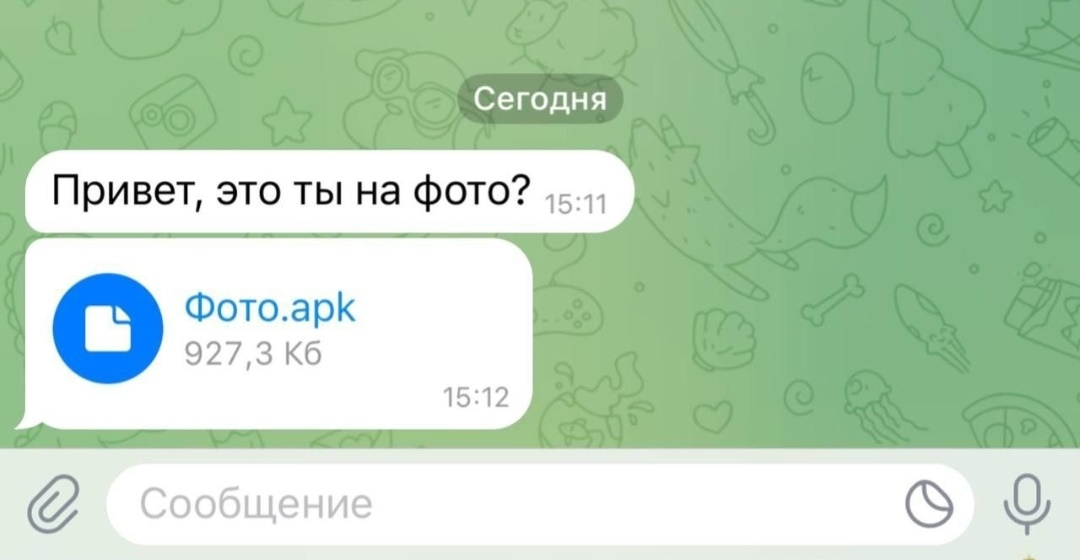 Сегодня
Привет, это ты на фото? 15:11
Фото.apk
927,3 Кб
15:12
Сообщение